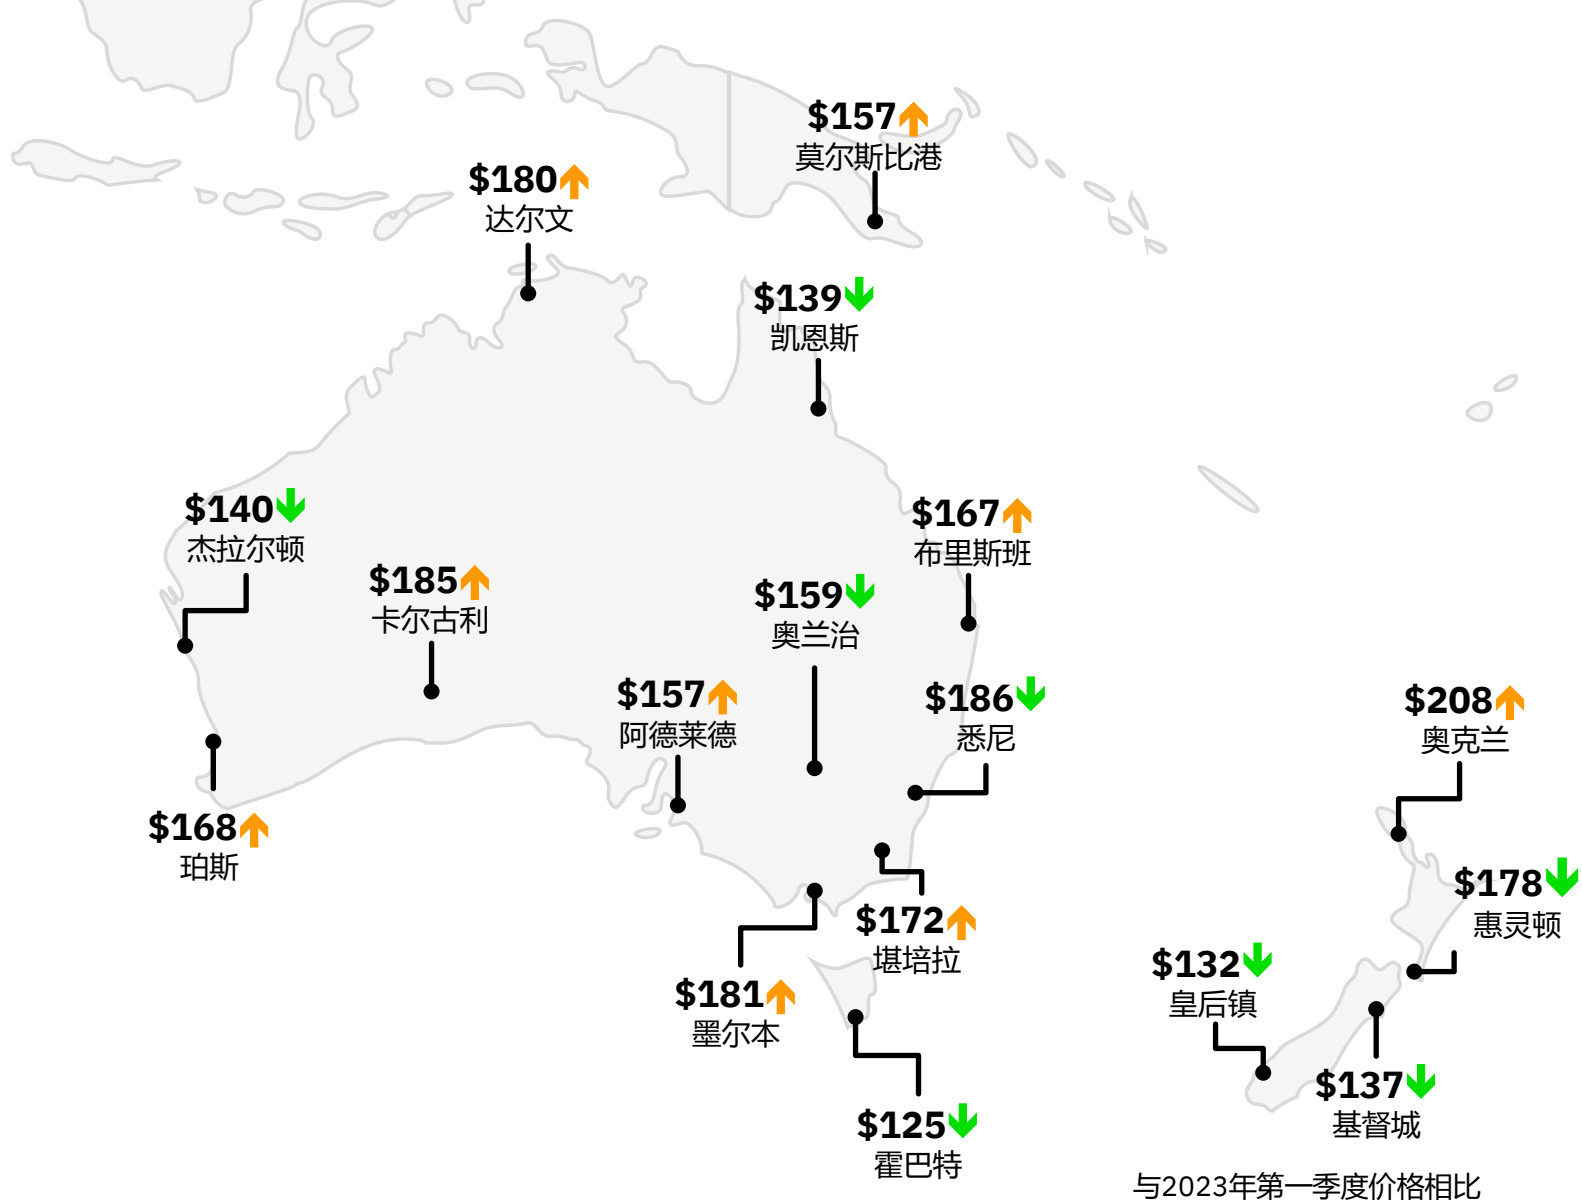 $157
莫尔斯比港
$180
达尔文
$139
凯恩斯
$140
杰拉尔顿
$167
布里斯班
$185
卡尔古利
$159
奥兰治
$157
阿德莱德
$186
悉尼
$208
奥克兰
$168
珀斯
$178
惠灵顿
$172
堪培拉
$132
皇后镇
$181
墨尔本
$137
基督城
$125
霍巴特
与2023年第一季度价格相比